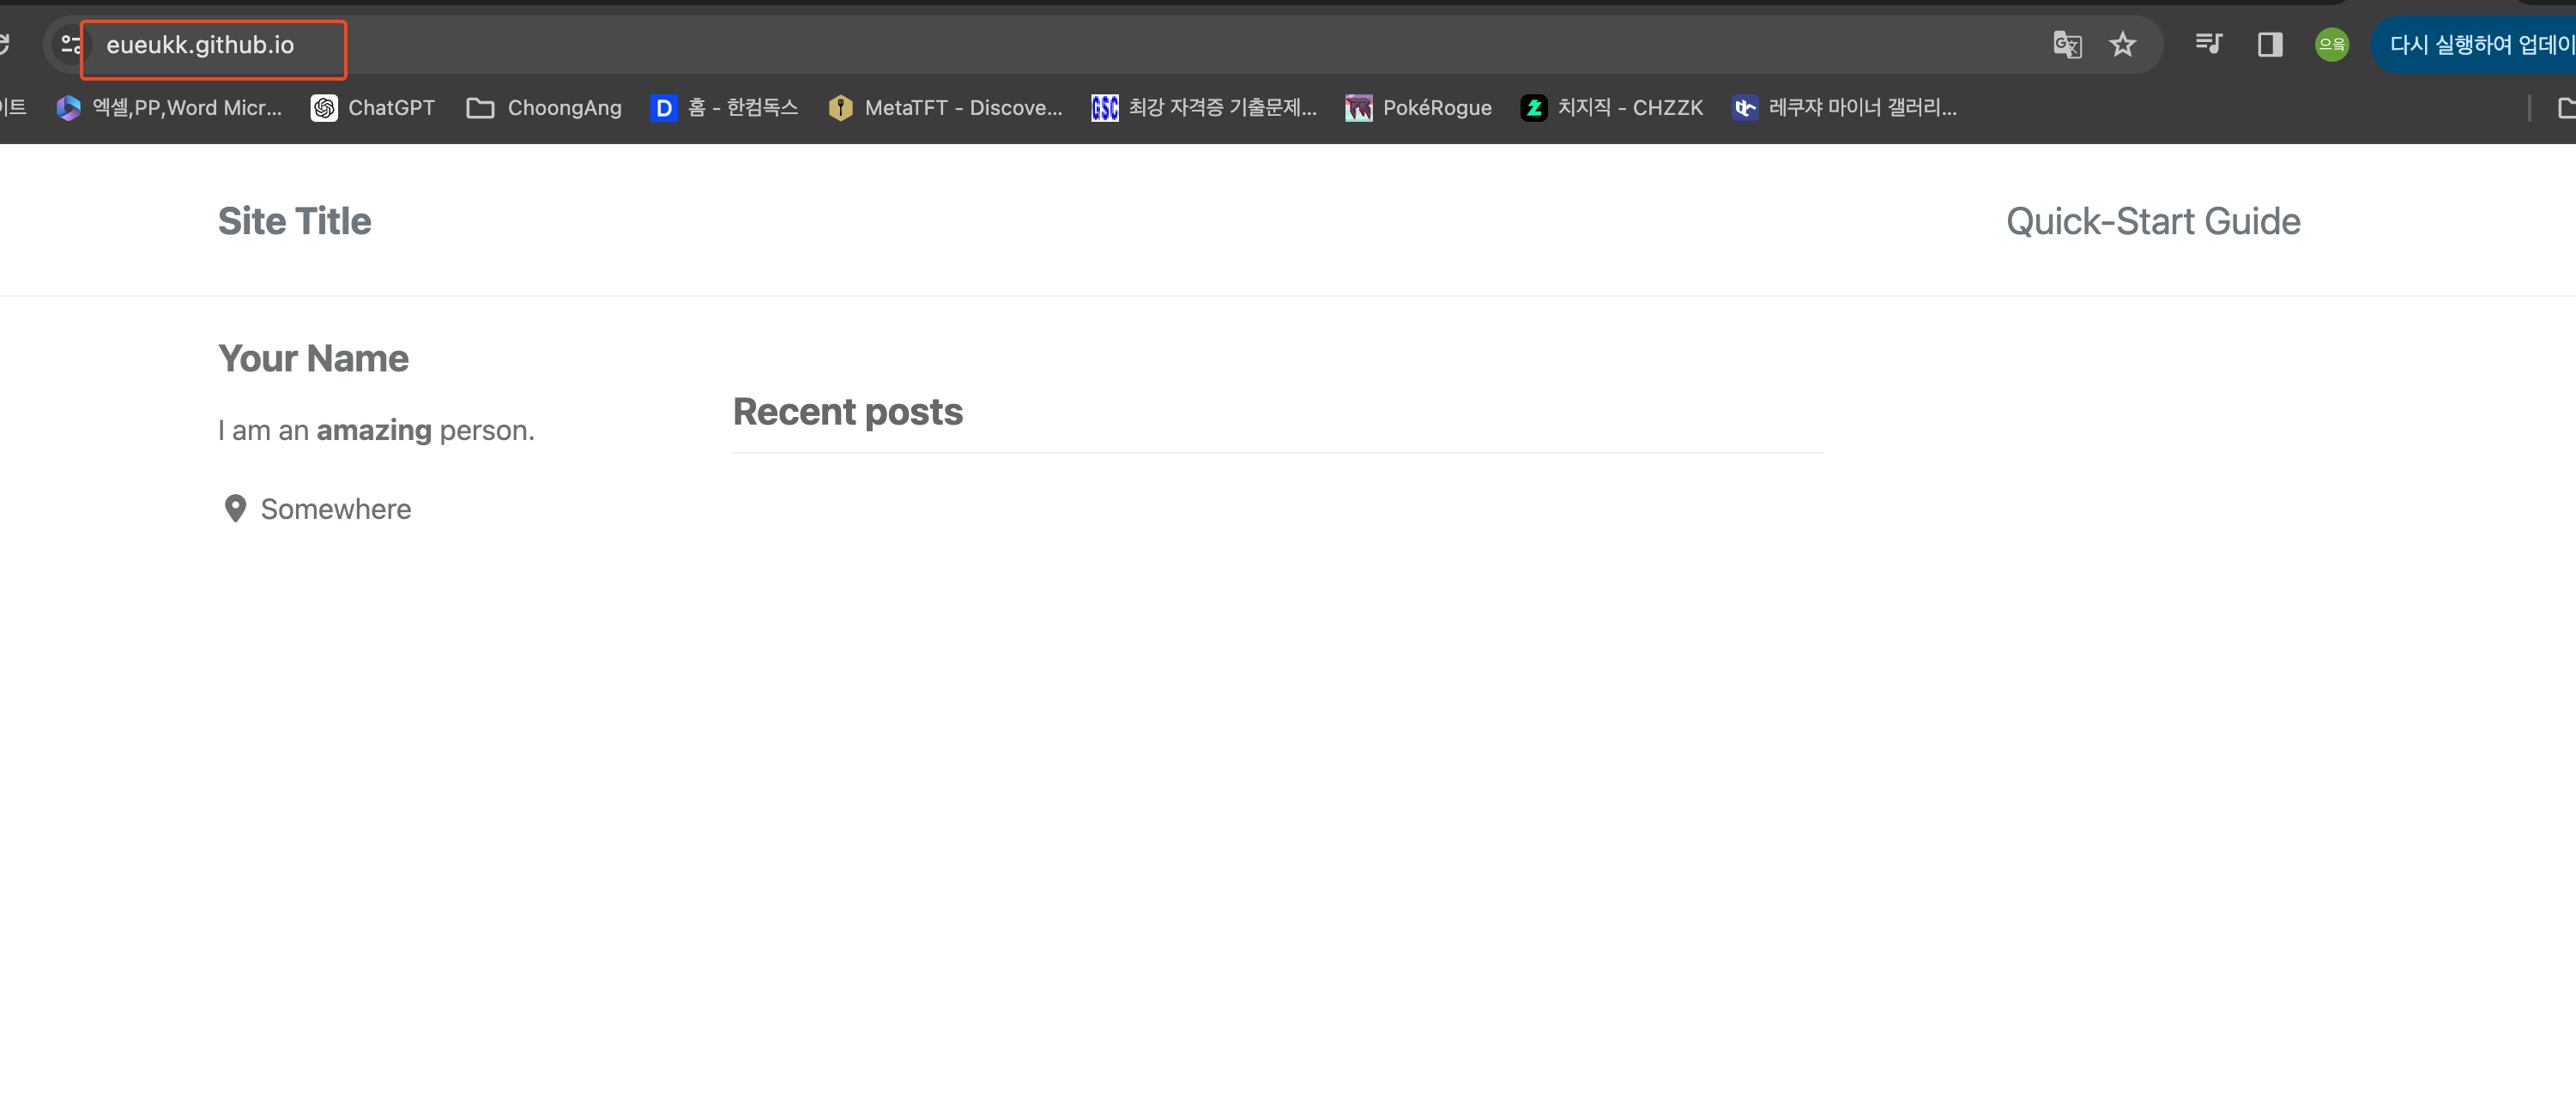 eueukk.github.io
으윽
다시 실행하여 업데이
이트
엑셀,PP,Word Micr...
ChatGPT
ChoongAng
D
홈 - 한컴독스
MetaTFT - Discove...
GSC
최강 자격증 기출문제...
PR
PokéRogue
치지직 - CHZZK
레쿠쟈 마이너 갤러리...
Site Title
Quick-Start Guide
Your Name
Recent posts
I am an amazing person.
Somewhere